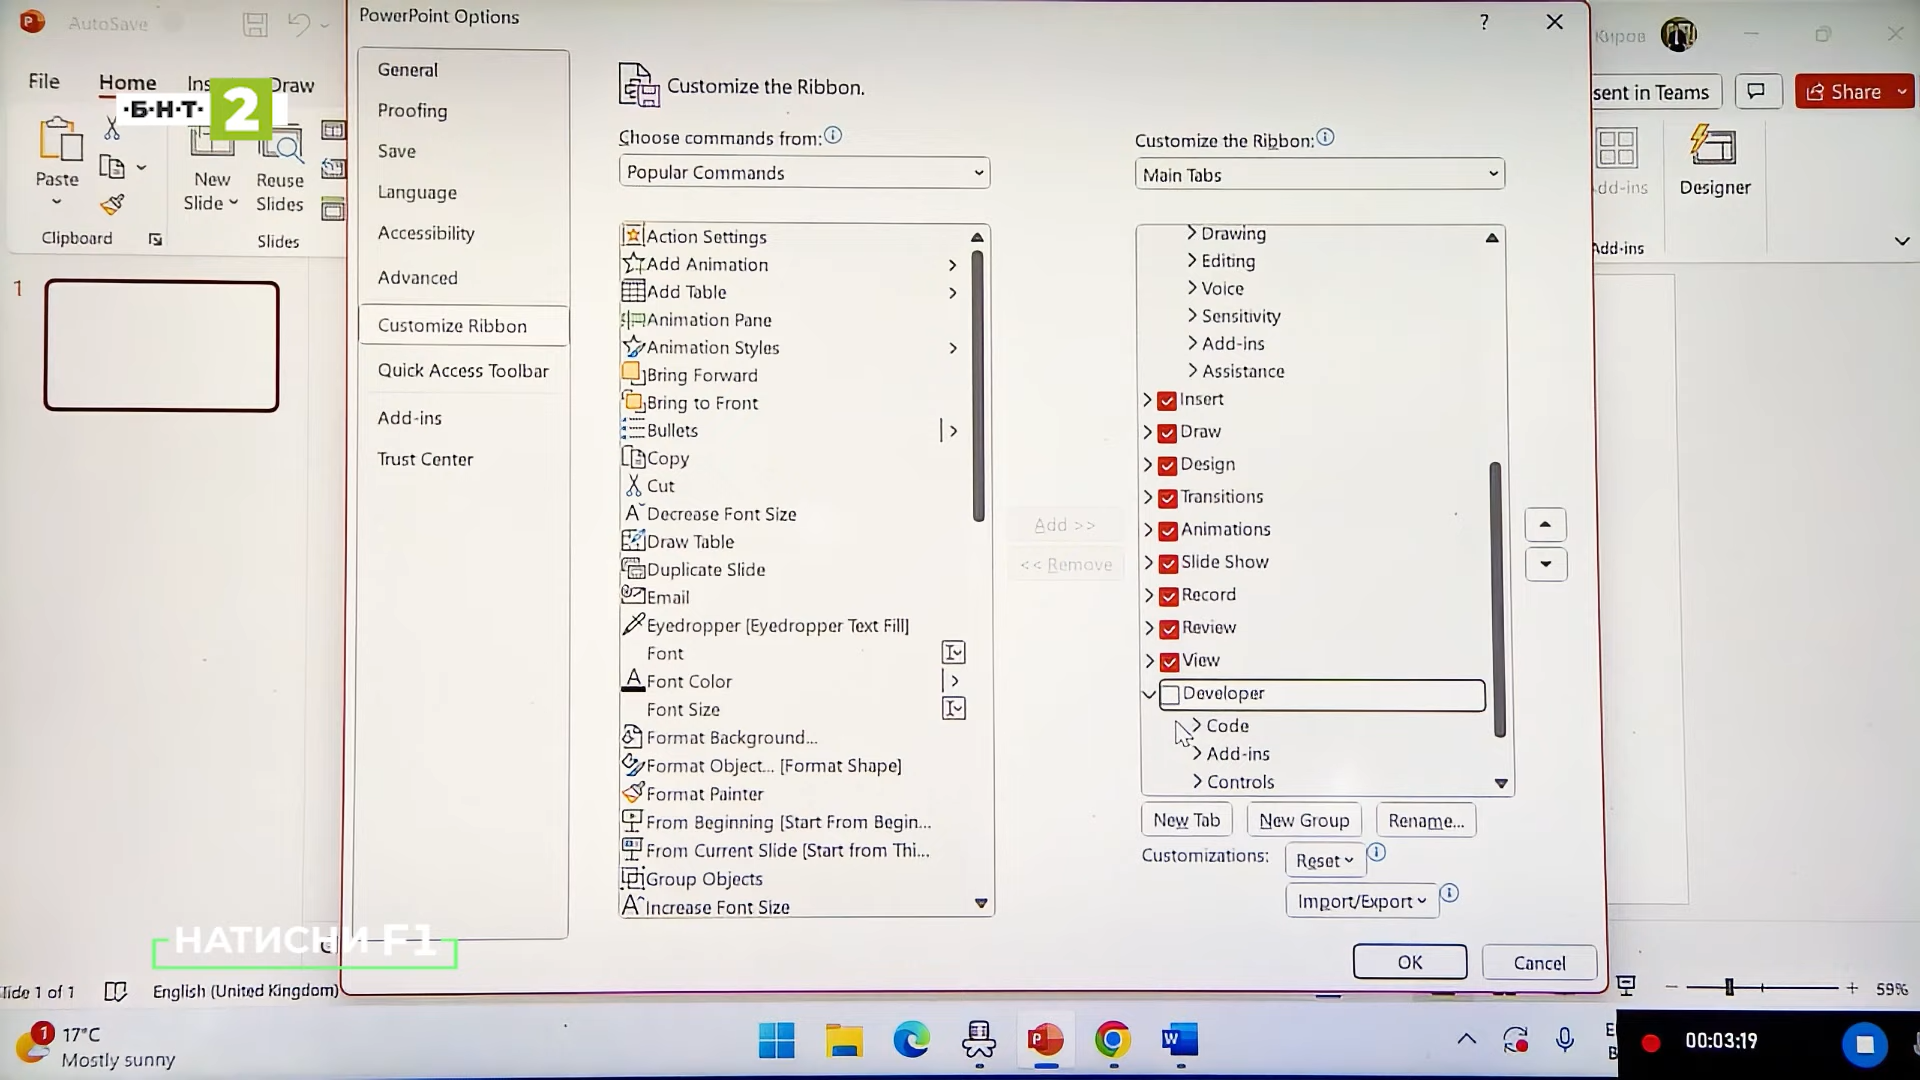 PowerPoint Options
?
AutoSave
Киров
File
Home
Draw
·Б·Н·Т· 2
sent in Teams
Share
Paste
New
Slide
Reuse
Slides
Clipboard
Slides
Designer
1
General
Proofing
Save
Language
Accessibility
Advanced
Customize Ribbon
Quick Access Toolbar
Add-ins
Trust Center
Customize the Ribbon.
Choose commands from:
Popular Commands
Action Settings
Add Animation
Add Table
Animation Pane
Animation Styles
Bring Forward
Bring to Front
Bullets
Copy
Cut
Decrease Font Size
Draw Table
Duplicate Slide
Email
Eyedropper [Eyedropper Text Fill]
Font
Font Color
Font Size
Format Background...
Format Object... [Format Shape]
Format Painter
From Beginning [Start From Begin...
From Current Slide [Start from Thi...
Group Objects
Increase Font Size
Add >>
<< Remove
Customize the Ribbon:
Main Tabs
Drawing
Editing
Voice
Sensitivity
Add-ins
Assistance
Insert
Draw
Design
Transitions
Animations
Slide Show
Record
Review
View
Developer
Code
Add-ins
Controls
New Tab
New Group
Rename...
Customizations:
Reset
Import/Export
OK
Cancel
НАТИСНИ F1
lide 1 of 1
English (United Kingdom)
59%
1
17°C
Mostly sunny
00:03:19